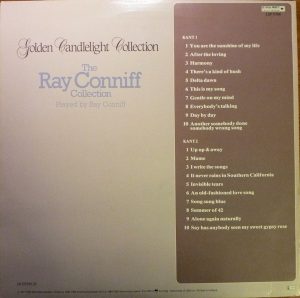 Golden Candlelight Collection
The
Ray Conniff
Collection
Played by Ray Conniff
KANT 1
1 You are the sunshine of my life
2 After the loving
3 Harmony
4 There's a kind of hush
5 Delta dawn
6 This is my song
7 Gentle on my mind
8 Everybody's talking
9 Day by day
10 Another somebody done
somebody wrong song
KANT 2
1 Up up & away
2 Mame
3 I write the songs
4 It never rains in Southern California
5 Invisible tears
6 An old-fashioned love song
7 Song sung blue
8 Summer of 42
9 Alone again naturally
10 Say has anybody seen my sweet gypsy rose